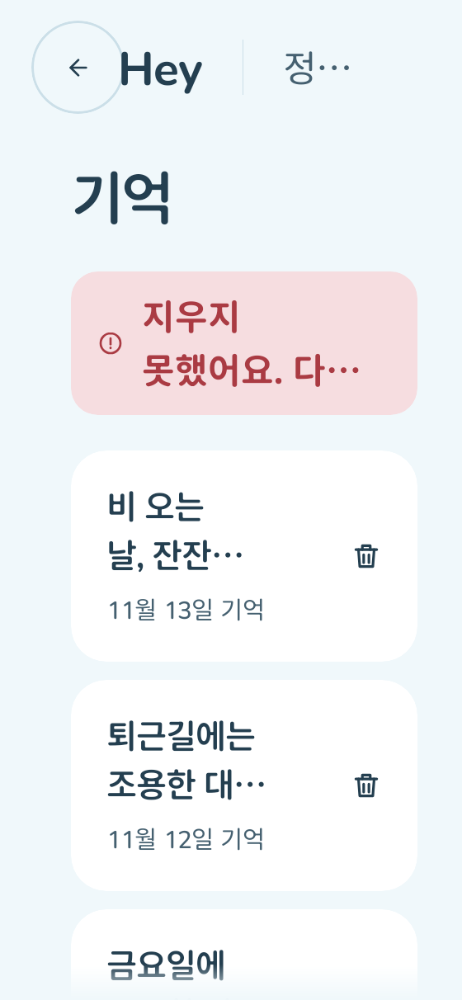 Hey
정…
기억
지우지
못했어요. 다…
비 오는
날, 잔잔…
11월 13일 기억
퇴근길에는
조용한 대…
11월 12일 기억
금요일에